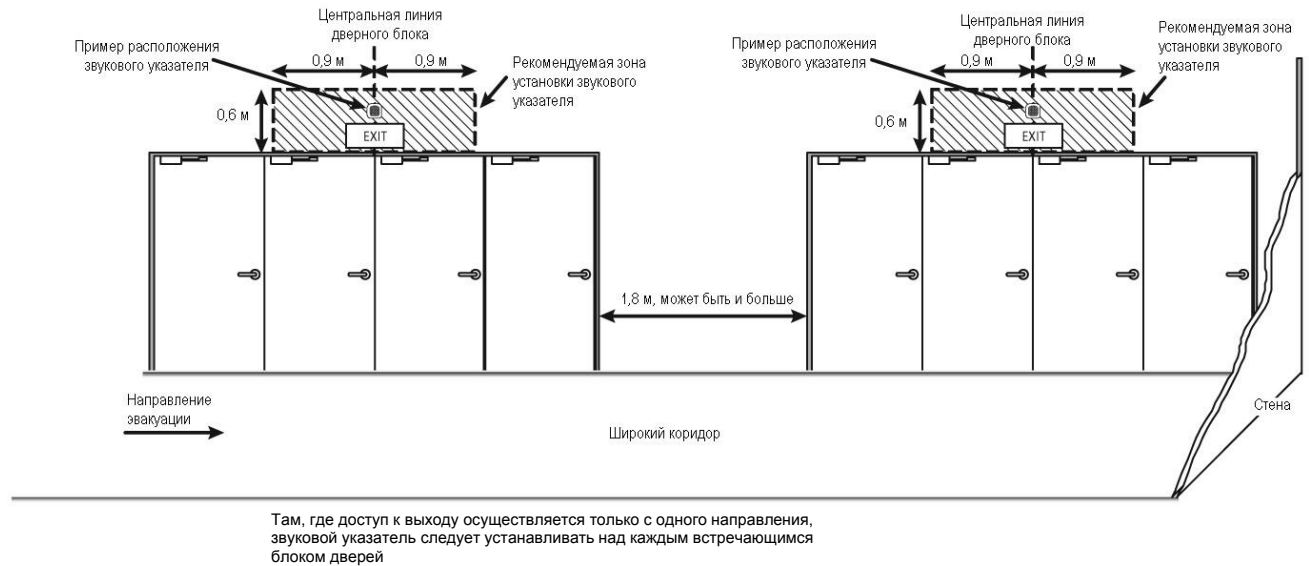 Центральная линия
дверного блока
Пример расположения
звукового указателя
0,9 м
0,9 м
Рекомендуемая зона
установки звукового
указателя
0,6 м
EXIT
Центральная линия
дверного блока
Пример расположения
звукового указателя
0,9 м
0,9 м
Рекомендуемая зона
установки звукового
указателя
0,6 м
EXIT
1,8 м, может быть и больше
Направление
эвакуации
Широкий коридор
Стена
Там, где доступ к выходу осуществляется только с одного направления,
звуковой указатель следует устанавливать над каждым встречающимся
блоком дверей